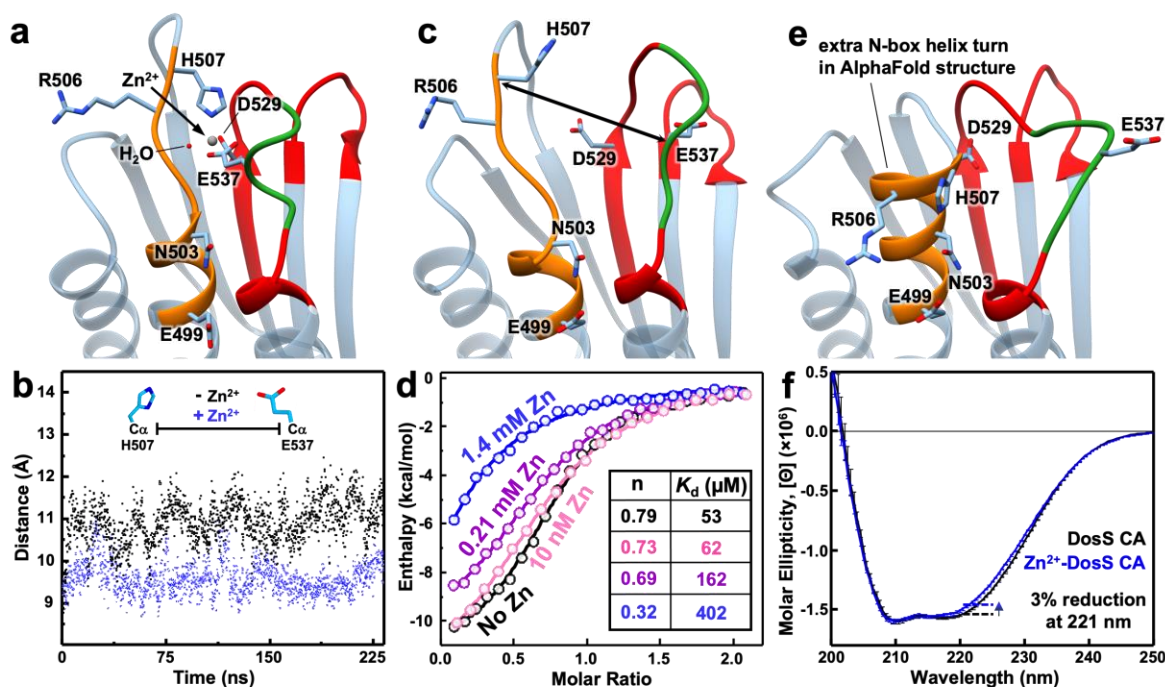 a
R506
Zn²⁺
H507
D529
H₂O
E537
N503
E499
c
H507
R506
D529
E537
N503
E499
e
extra N-box helix turn
in AlphaFold structure
D529
E537
H507
R506
N503
E499
b
14
13
12
11
10
9
Distance (Å)
- Zn²⁺
+ Zn²⁺
Cα
H507
Cα
E537
0
75
150
225
Time (ns)
d
0
-2
-4
-6
-8
-10
Enthalpy (kcal/mol)
1.4 mM Zn
0.21 mM Zn
10 nM Zn
No Zn
n Kd (µM)
0.79 53
0.73 62
0.69 162
0.32 402
0.0 0.5 1.0 1.5 2.0
Molar Ratio
f
0.5
0.0
-0.5
-1.0
-1.5
Molar Ellipticity, [Θ] (×10⁶)
DosS CA
Zn²⁺-DosS CA
3% reduction
at 221 nm
200 210 220 230 240 250
Wavelength (nm)